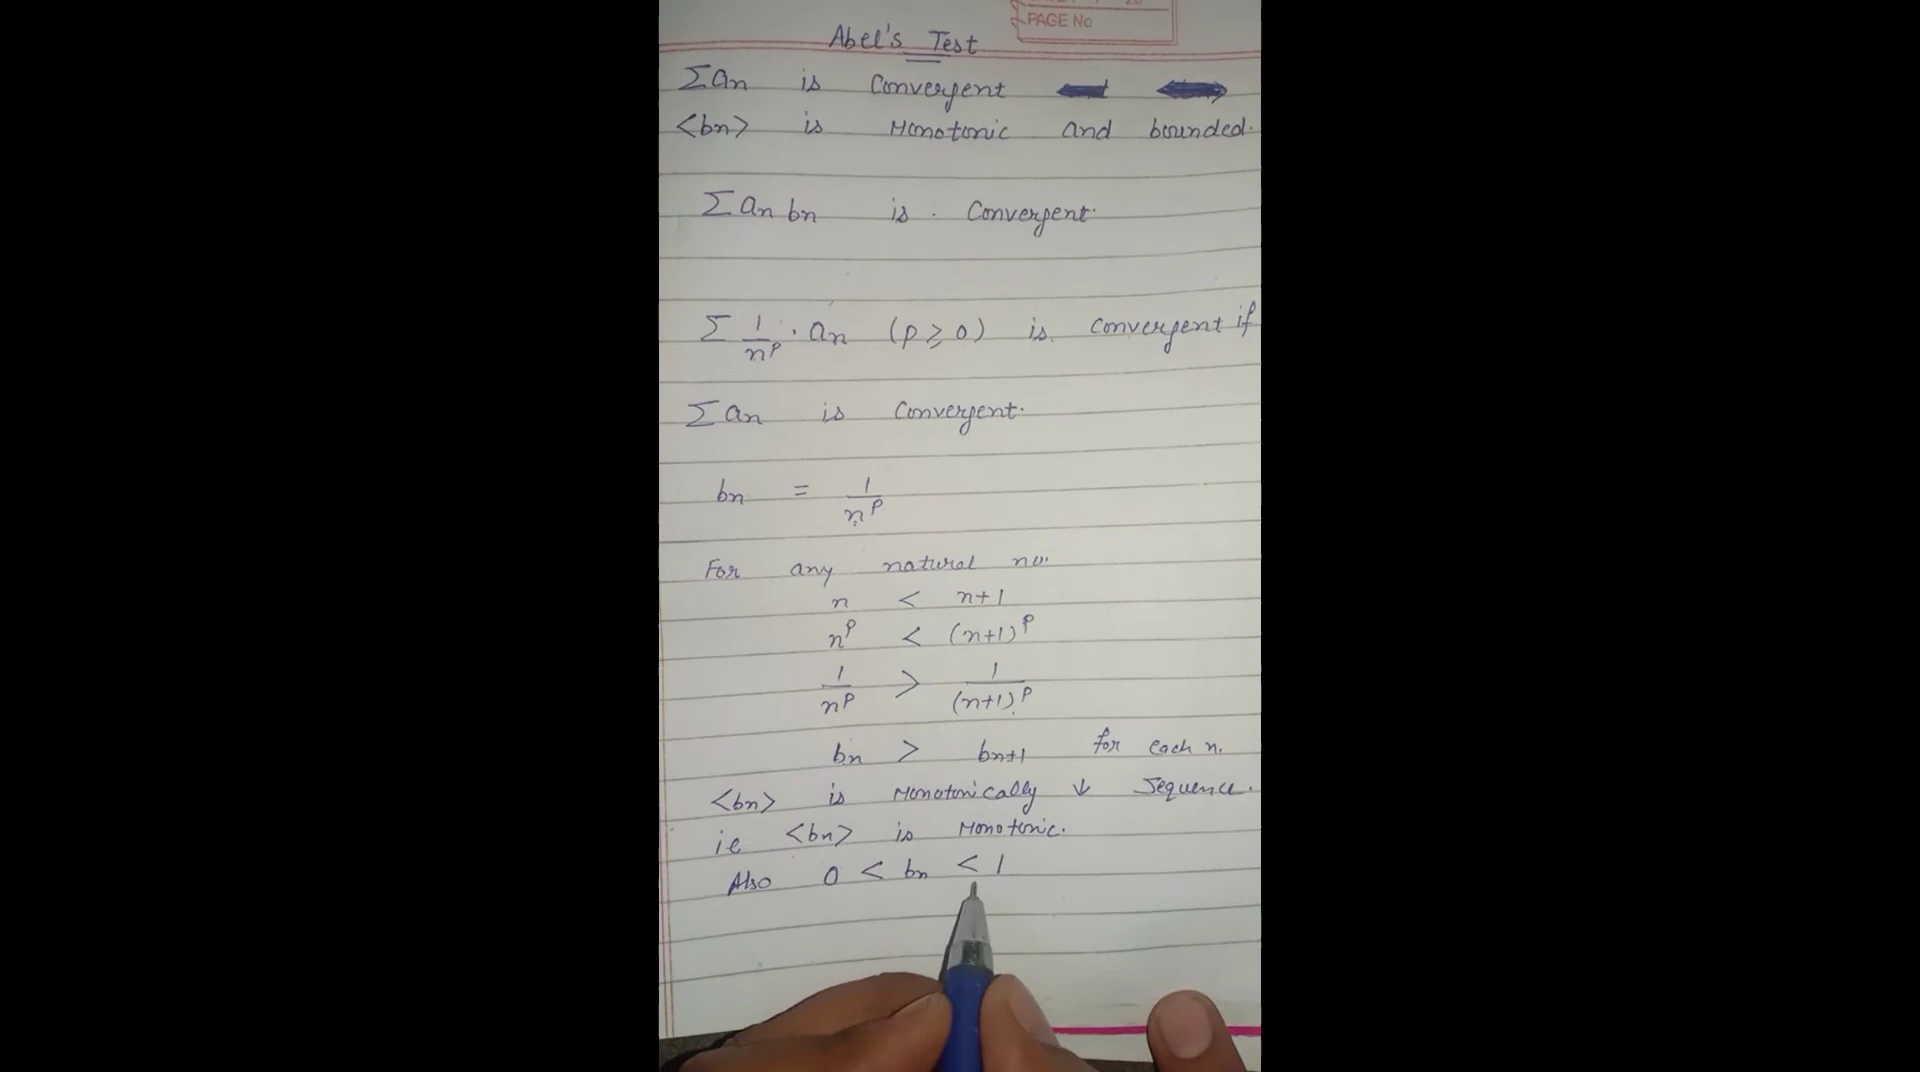 PAGE No
Abel's Test
Σan is Convergent
<bn> is Monotonic and bounded.
Σ an bn is Convergent.
Σ 1/n^p . an (p ≥ 0) is convergent if
Σ an is Convergent.
bn = 1/n^p
For any natural no.
n < n+1
n^p < (n+1)^p
1/n^p > 1/(n+1)^p
bn > bn+1 for each n.
<bn> is Monotonically ↓ Sequence.
ie <bn> is Monotonic.
Also 0 < bn < 1